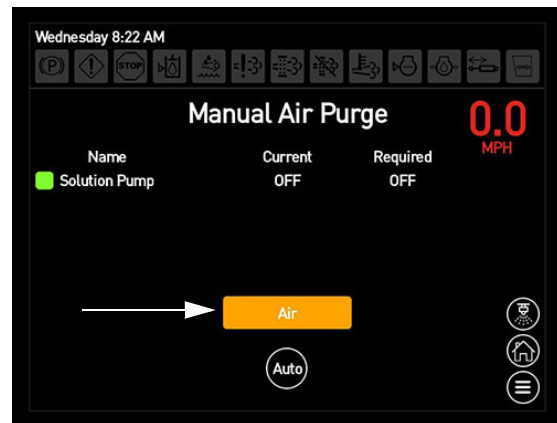 Wednesday 8:22 AM
STOP
Manual Air Purge
0.0
MPH
Name Current Required
Solution Pump OFF OFF
Air
Auto